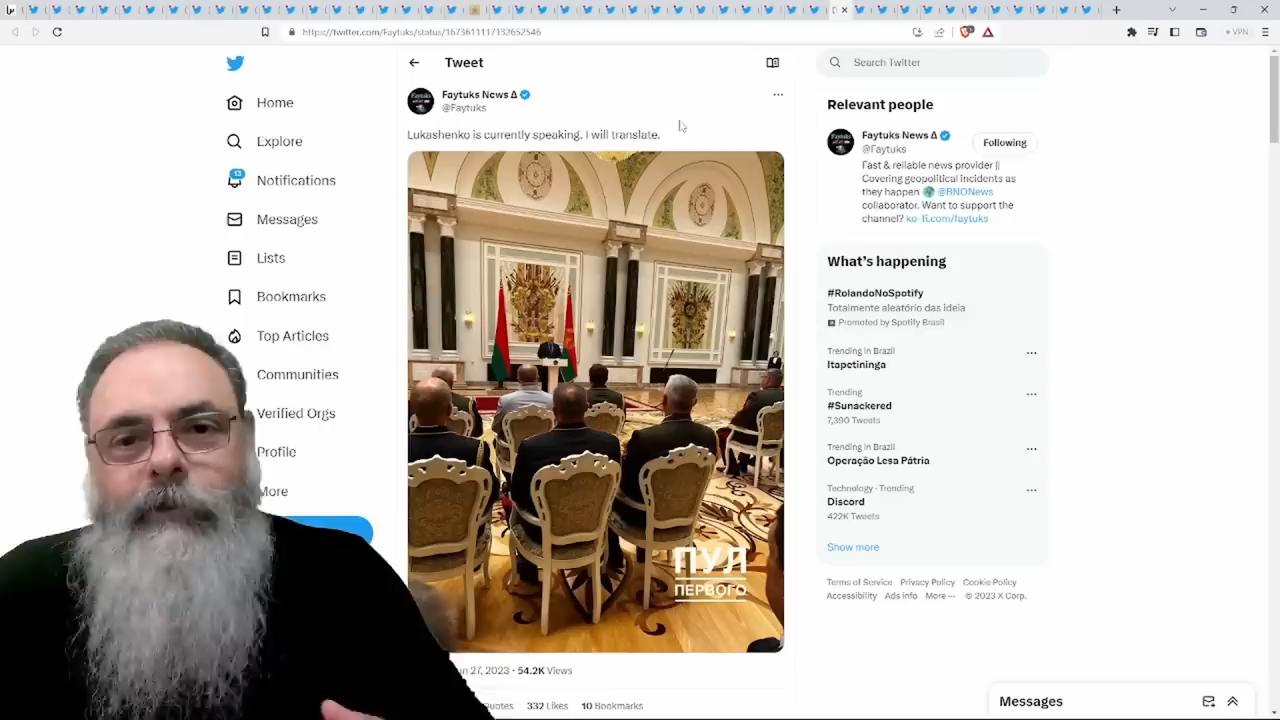 https://twitter.com/Faytuks/status/1673611117132652546
VPN
Home
Explore
13
Notifications
Messages
Lists
Bookmarks
Top Articles
Communities
Verified Orgs
Profile
More
Tweet
Faytuks News Δ
@Faytuks
Lukashenko is currently speaking. I will translate.
ПУЛ
ПЕРВОГО
27, 2023 · 54.2K Views
Quotes 332 Likes 10 Bookmarks
Search Twitter
Relevant people
Faytuks News Δ
@Faytuks
Following
Fast & reliable news provider ||
Covering geopolitical incidents as
they happen @BNONews
collaborator. Want to support the
channel? ko-fi.com/faytuks
What's happening
#RolandoNoSpotify
Totalmente aleatório das ideia
Promoted by Spotify Brasil
Trending in Brazil
Itapetininga
Trending
#Sunackered
7,390 Tweets
Trending in Brazil
Operação Lesa Pátria
Technology · Trending
Discord
422K Tweets
Show more
Terms of Service Privacy Policy Cookie Policy
Accessibility Ads info More ··· © 2023 X Corp.
Messages